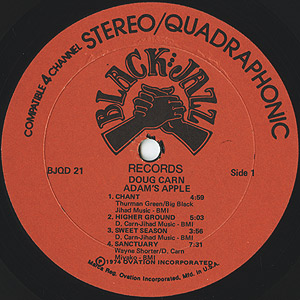 COMPATIBLE 4 CHANNEL STEREO/QUADRAPHONIC
BLACK JAZZ
RECORDS
BJQD 21
DOUG CARN
Side 1
ADAM'S APPLE
1. CHANT 4:59
Thurman Green/Big Black,
Jihad Music - BMI
2. HIGHER GROUND 5:03
D. Carn-Jihad Music - BMI
3. SWEET SEASON 3:56
D. Carn-Jihad Music - BMI
4. SANCTUARY 7:31
Wayne Shorter/D. Carn
Miyako - BMI
℗1974 OVATION INCORPORATED
Marca Reg. Ovation Incorporated. Mfg. in U.S.A.